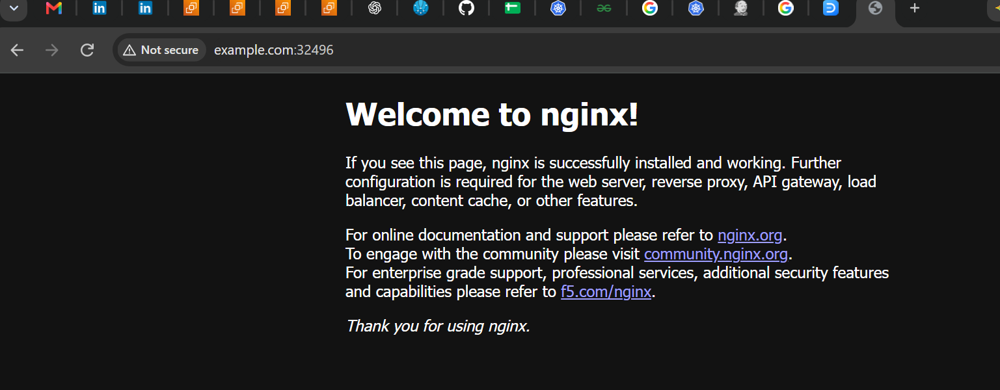 Not secure
example.com:32496
Welcome to nginx!
If you see this page, nginx is successfully installed and working. Further
configuration is required for the web server, reverse proxy, API gateway, load
balancer, content cache, or other features.
For online documentation and support please refer to nginx.org.
To engage with the community please visit community.nginx.org.
For enterprise grade support, professional services, additional security features
and capabilities please refer to f5.com/nginx.
Thank you for using nginx.